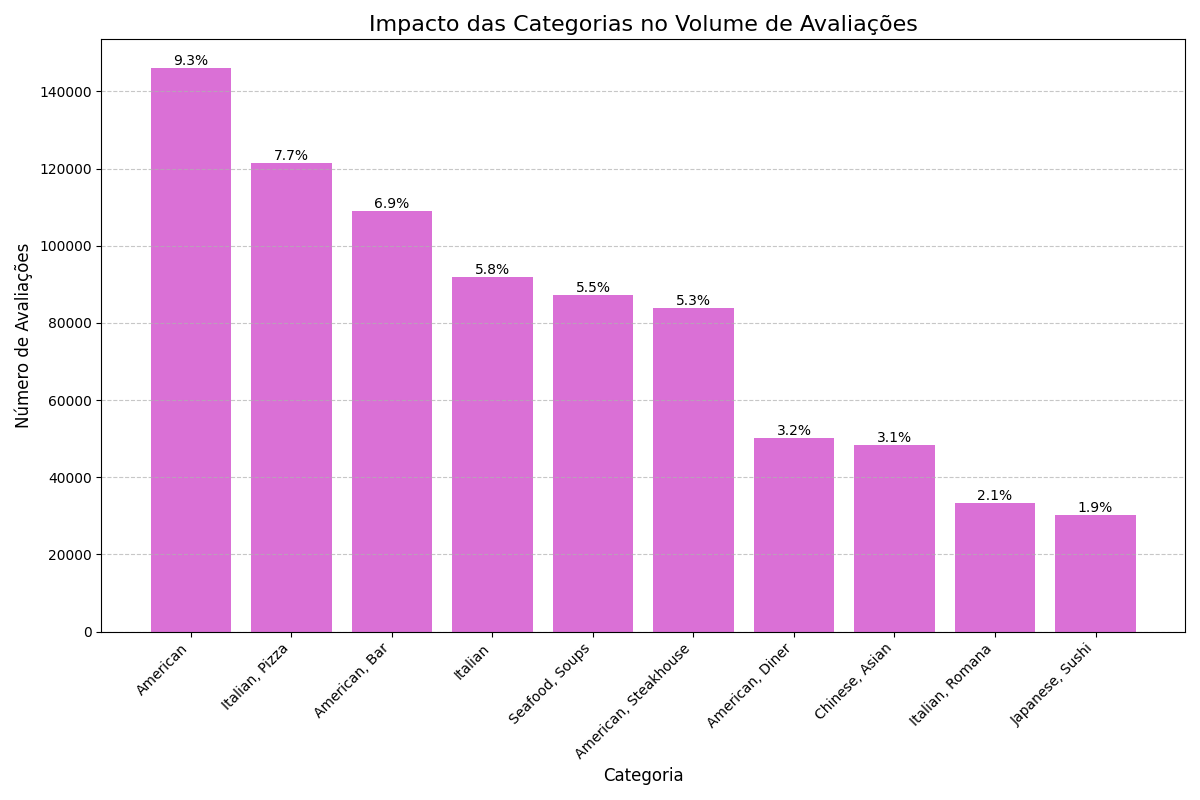 Impacto das Categorias no Volume de Avaliações
9.3%
7.7%
6.9%
5.8%
5.5%
5.3%
3.2%
3.1%
2.1%
1.9%
140000
120000
100000
80000
60000
40000
20000
0
Número de Avaliações
American
Italian, Pizza
American, Bar
Italian
Seafood, Soups
American, Steakhouse
American, Diner
Chinese, Asian
Italian, Romana
Japanese, Sushi
Categoria